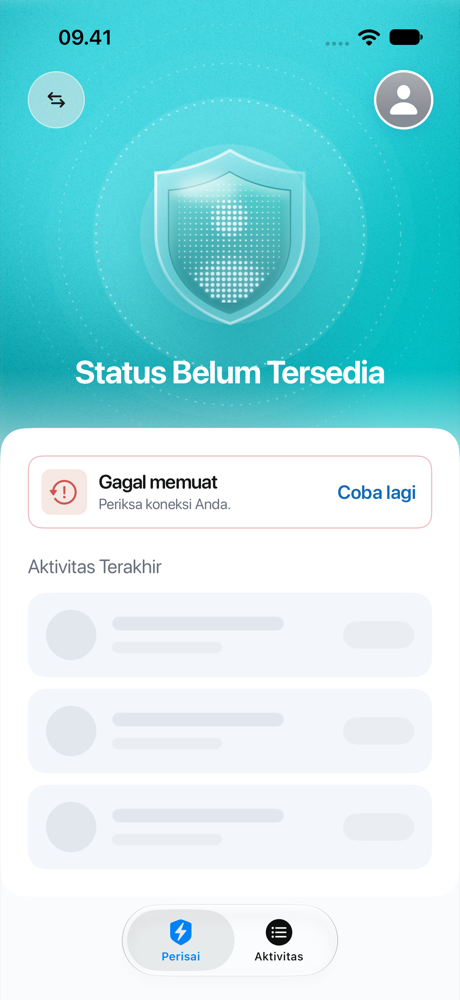 09.41
Status Belum Tersedia
Gagal memuat
Periksa koneksi Anda.
Coba lagi
Aktivitas Terakhir
Perisai
Aktivitas